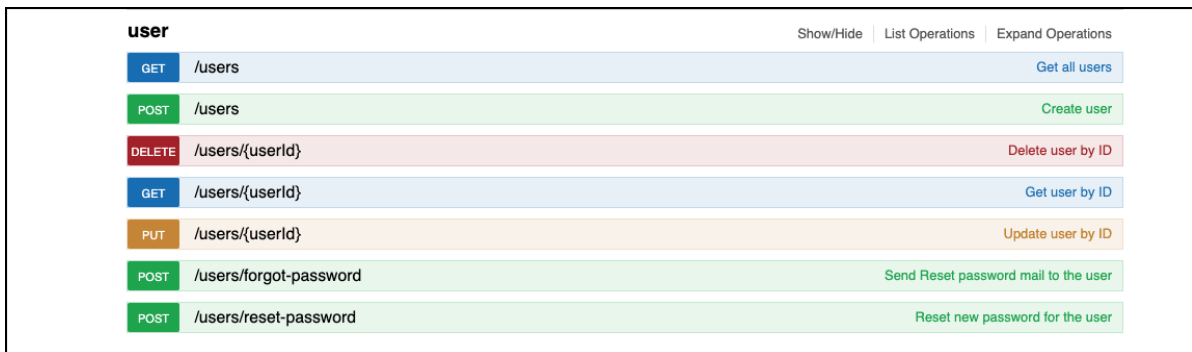 user Show/Hide List Operations Expand Operations
GET /users Get all users
POST /users Create user
DELETE /users/{userId} Delete user by ID
GET /users/{userId} Get user by ID
PUT /users/{userId} Update user by ID
POST /users/forgot-password Send Reset password mail to the user
POST /users/reset-password Reset new password for the user